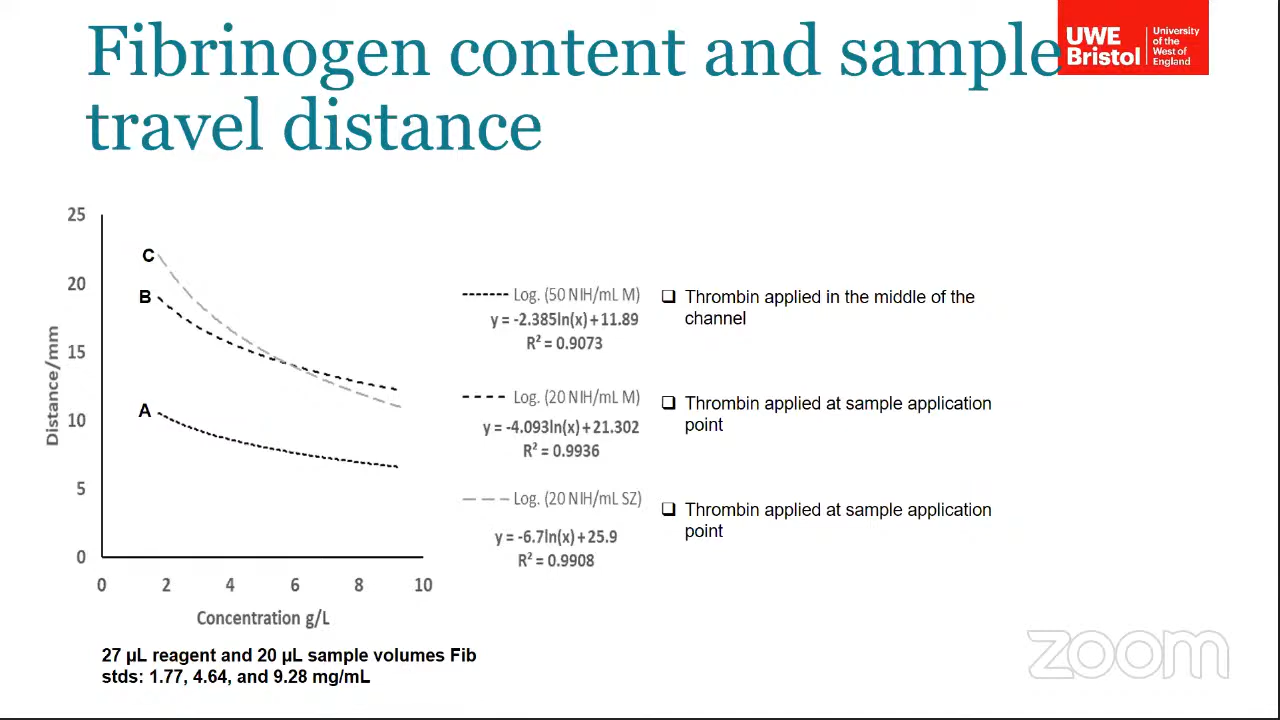 Fibrinogen content and sample
travel distance
UWE
Bristol
University
of the
West of
England
25
20
15
10
5
0
Distance/mm
C
B
A
0 2 4 6 8 10
Concentration g/L
Log. (50 NIH/mL M)
y = -2.385ln(x) + 11.89
R² = 0.9073
Log. (20 NIH/mL M)
y = -4.093ln(x) + 21.302
R² = 0.9936
Log. (20 NIH/mL SZ)
y = -6.7ln(x) + 25.9
R² = 0.9908
❑ Thrombin applied in the middle of the
channel
❑ Thrombin applied at sample application
point
❑ Thrombin applied at sample application
point
27 µL reagent and 20 µL sample volumes Fib
stds: 1.77, 4.64, and 9.28 mg/mL
zoom